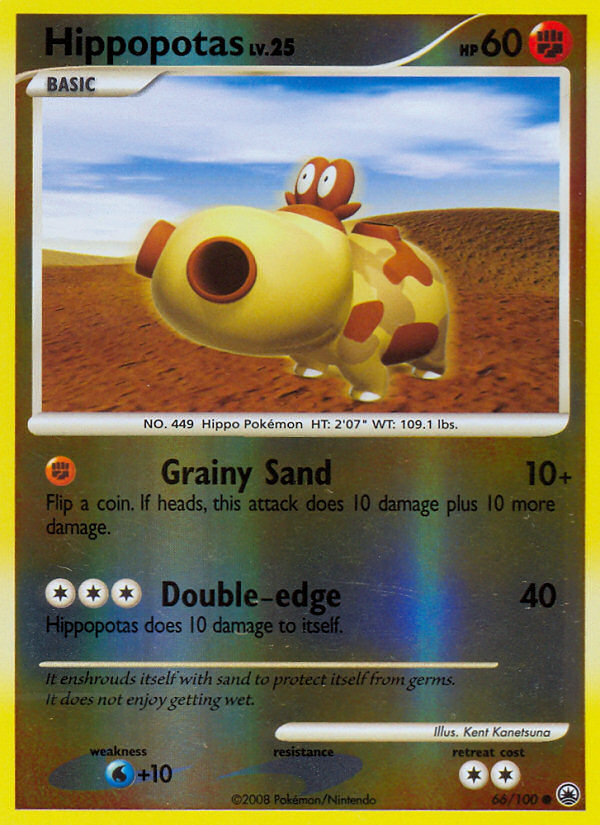 Hippopotas LV.25 HP 60
BASIC
NO. 449 Hippo Pokémon HT: 2'07" WT: 109.1 lbs.
Grainy Sand 10+
Flip a coin. If heads, this attack does 10 damage plus 10 more
damage.
Double-edge 40
Hippopotas does 10 damage to itself.
It enshrouds itself with sand to protect itself from germs.
It does not enjoy getting wet.
Illus. Kent Kanetsuna
weakness resistance retreat cost
+10
©2008 Pokémon/Nintendo 66/100